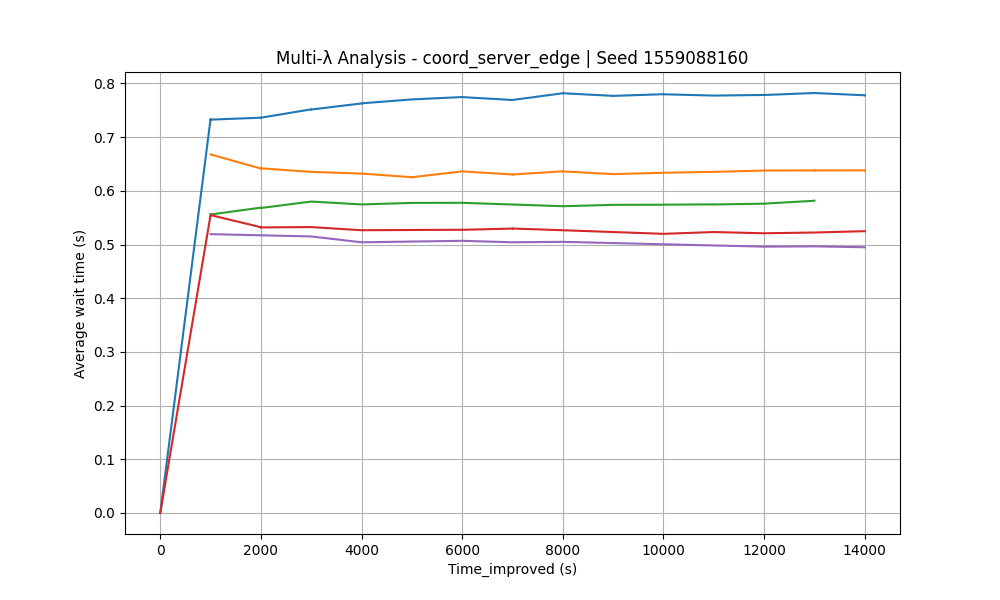 Multi-λ Analysis - coord_server_edge | Seed 1559088160
Average wait time (s)
0.8
0.7
0.6
0.5
0.4
0.3
0.2
0.1
0.0
0 2000 4000 6000 8000 10000 12000 14000
Time_improved (s)